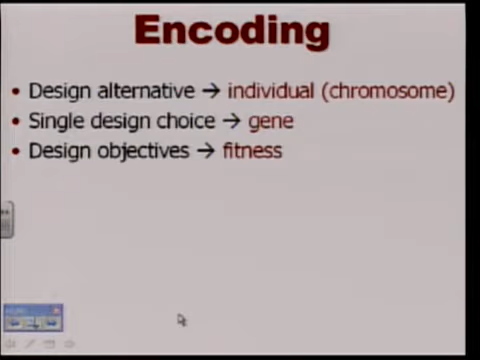 Encoding
• Design alternative → individual (chromosome)
• Single design choice → gene
• Design objectives → fitness